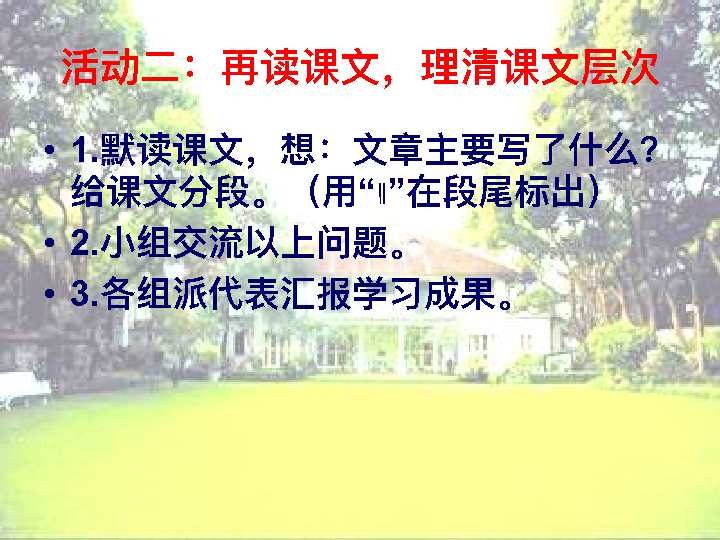 活动二：再读课文，理清课文层次
• 1.默读课文，想：文章主要写了什么?
给课文分段。（用“‖”在段尾标出）
• 2.小组交流以上问题。
• 3.各组派代表汇报学习成果。